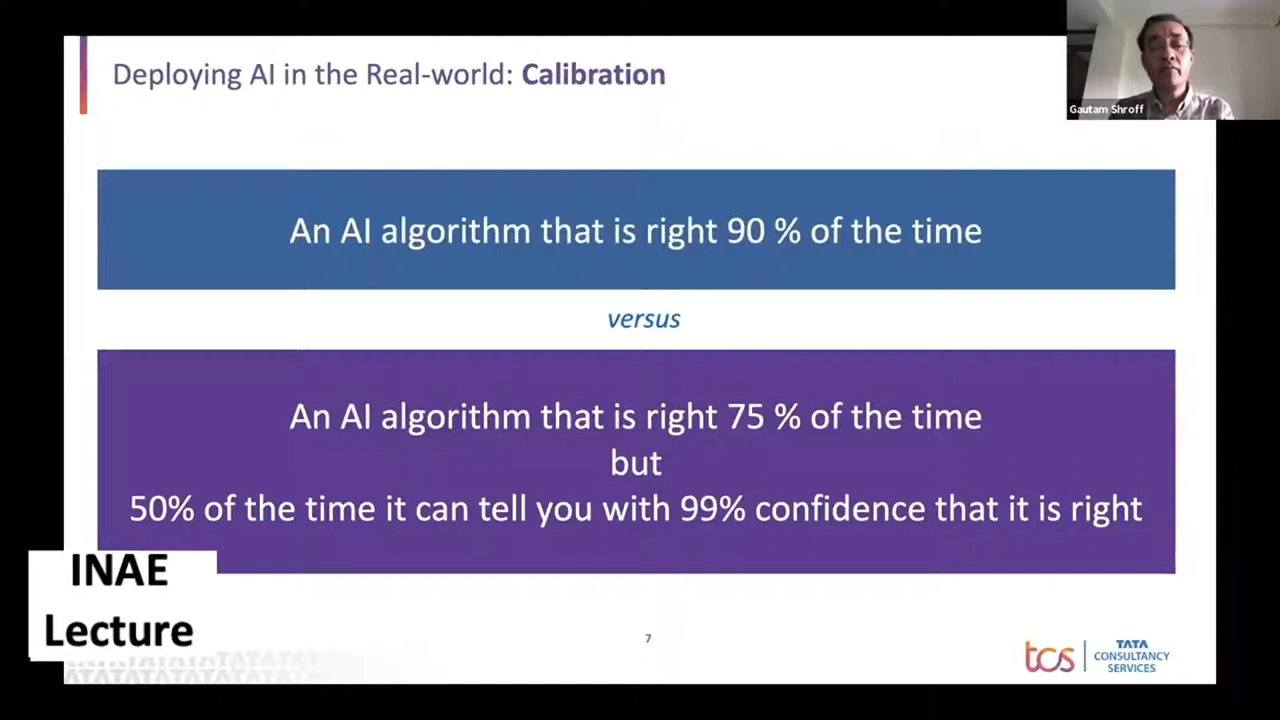 Deploying AI in the Real-world: Calibration
Gautam Shroff
An AI algorithm that is right 90 % of the time
versus
An AI algorithm that is right 75 % of the time
but
50% of the time it can tell you with 99% confidence that it is right
INAE
Lecture
7
tcs
TATA
CONSULTANCY
SERVICES